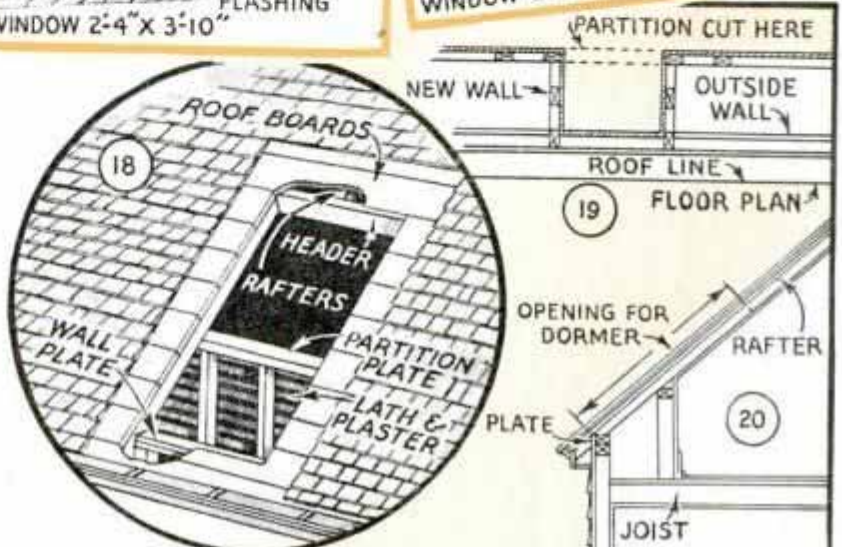 FLASHING
WINDOW 2'-4" X 3'-10"
WINDOW
PARTITION CUT HERE
NEW WALL
OUTSIDE
WALL
ROOF LINE
FLOOR PLAN
19
ROOF BOARDS
18
HEADER
RAFTERS
WALL
PLATE
PARTITION
PLATE
LATH &
PLASTER
OPENING FOR
DORMER
RAFTER
PLATE
20
JOIST